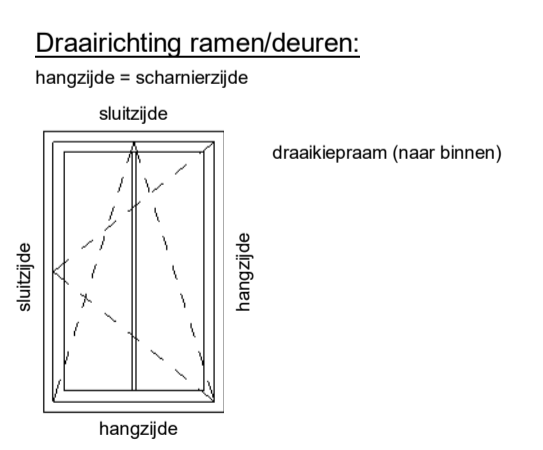 Draairichting ramen/deuren:
hangzijde = scharnierzijde
sluitzijde
draaikiepraam (naar binnen)
sluitzijde
hangzijde
hangzijde